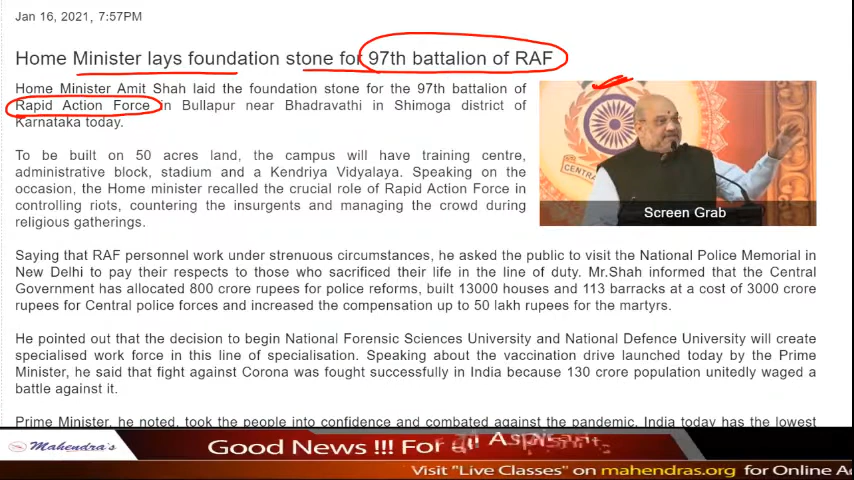 Jan 16, 2021, 7:57PM
Home Minister lays foundation stone for 97th battalion of RAF
Home Minister Amit Shah laid the foundation stone for the 97th battalion of
Rapid Action Force in Bullapur near Bhadravathi in Shimoga district of
Karnataka today.
To be built on 50 acres land, the campus will have training centre,
administrative block, stadium and a Kendriya Vidyalaya. Speaking on the
occasion, the Home minister recalled the crucial role of Rapid Action Force in
controlling riots, countering the insurgents and managing the crowd during
religious gatherings.
CENTRA
Screen Grab
Saying that RAF personnel work under strenuous circumstances, he asked the public to visit the National Police Memorial in
New Delhi to pay their respects to those who sacrificed their life in the line of duty. Mr.Shah informed that the Central
Government has allocated 800 crore rupees for police reforms, built 13000 houses and 113 barracks at a cost of 3000 crore
rupees for Central police forces and increased the compensation up to 50 lakh rupees for the martyrs.
He pointed out that the decision to begin National Forensic Sciences University and National Defence University will create
specialised work force in this line of specialisation. Speaking about the vaccination drive launched today by the Prime
Minister, he said that fight against Corona was fought successfully in India because 130 crore population unitedly waged a
battle against it.
Prime Minister, he noted, took the people into confidence and combated against the pandemic. India today has the lowest
Mahendra's
Good News !!! For all Aspirants
Visit "Live Classes" on mahendras.org for Online A